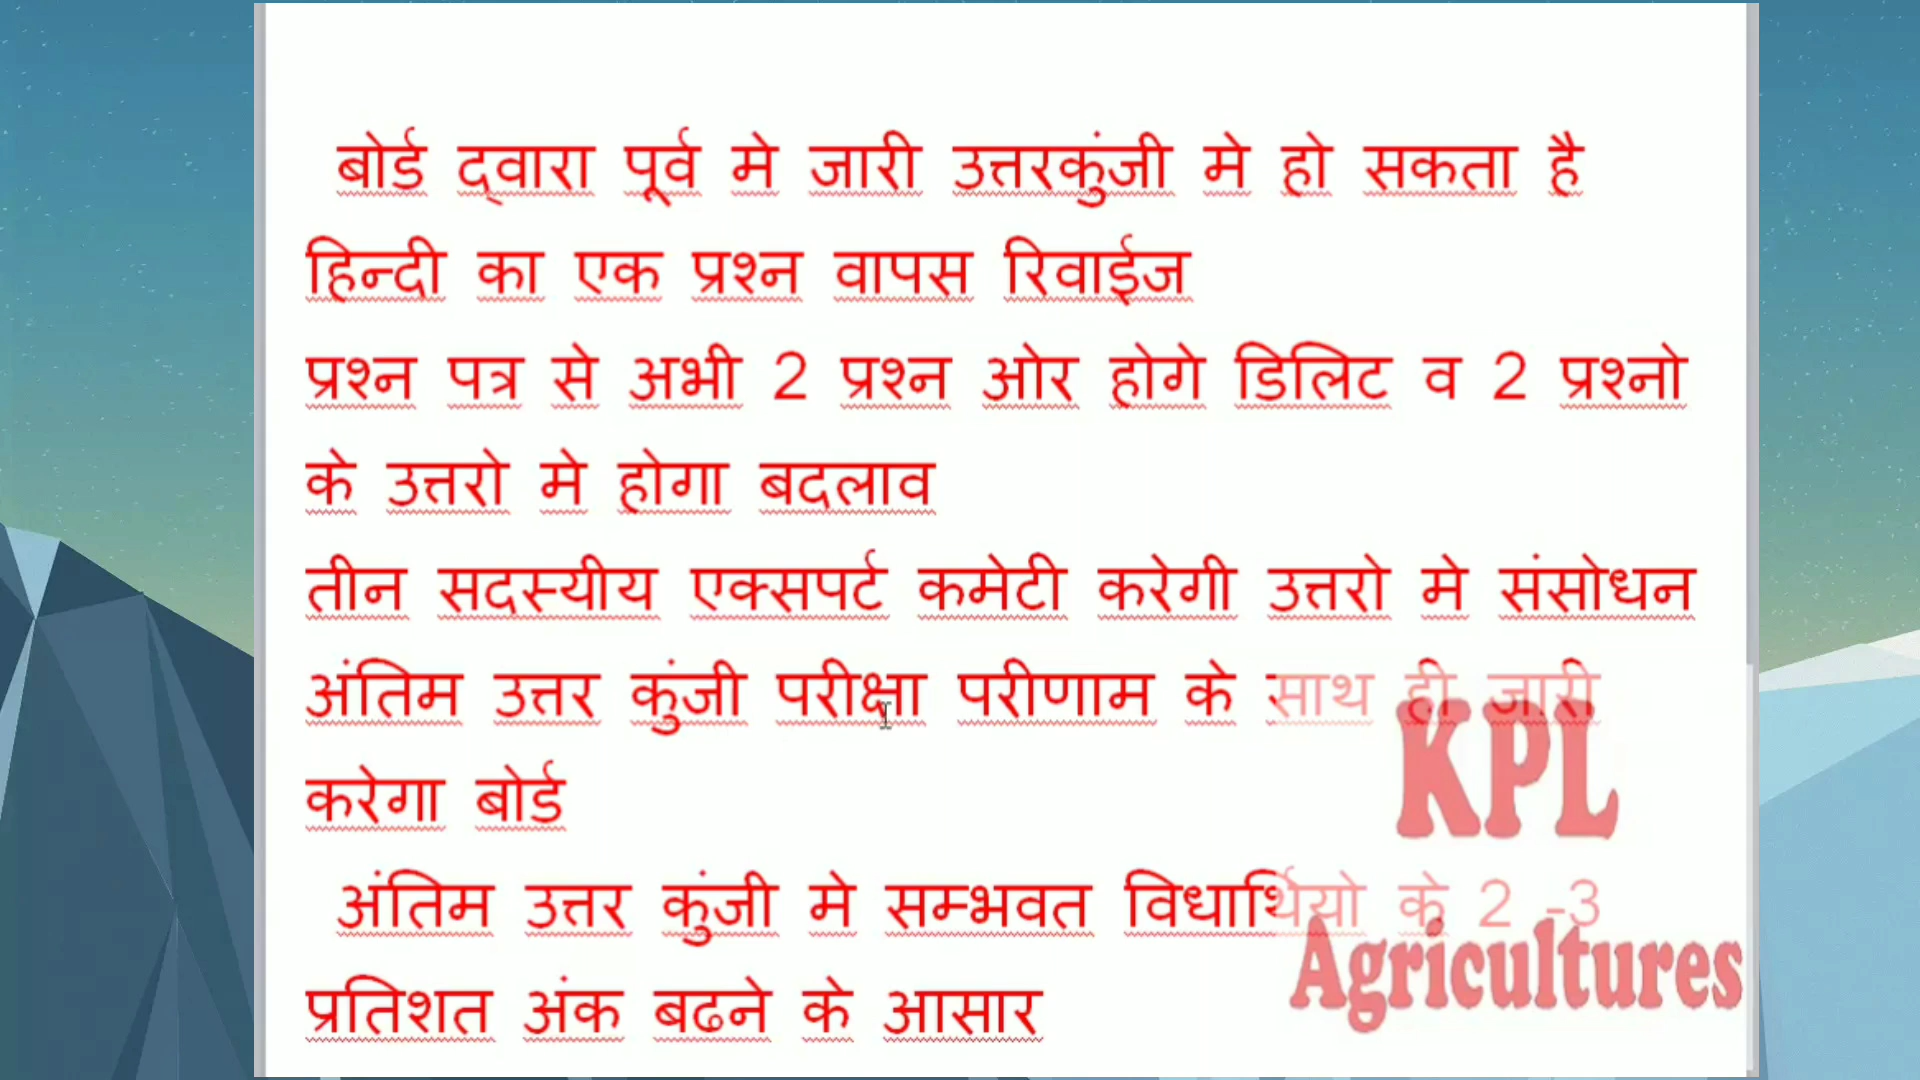 बोर्ड द्वारा पूर्व मे जारी उत्तरकुंजी मे हो सकता है
हिन्दी का एक प्रश्न वापस रिवाईज
प्रश्न पत्र से अभी 2 प्रश्न ओर होगे डिलिट व 2 प्रश्नो
के उत्तरो मे होगा बदलाव
तीन सदस्यीय एक्सपर्ट कमेटी करेगी उत्तरो मे संसोधन
अंतिम उत्तर कुंजी परीक्षा परीणाम के साथ ही जारी
करेगा बोर्ड
अंतिम उत्तर कुंजी मे सम्भवत विधार्थियो के 2 -3
प्रतिशत अंक बढने के आसार
KPL
Agricultures